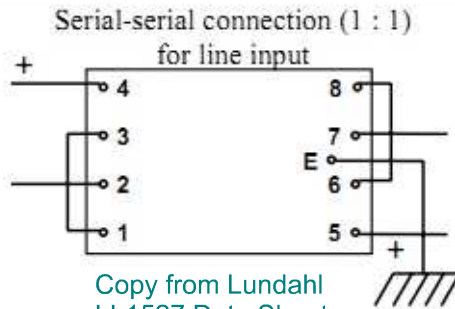 Serial-serial connection (1 : 1)
for line input
+
4 8
3 7
E
2 6
1 5
+
Copy from Lundahl